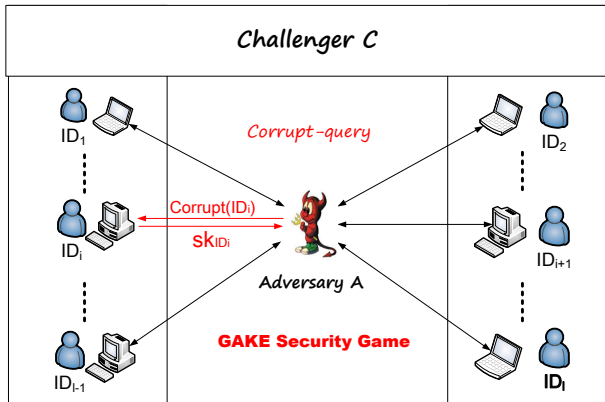 Challenger C
Corrupt-query
ID₁
ID₂
Corrupt(IDᵢ)
skIDᵢ
IDᵢ
IDᵢ₊₁
Adversary A
GAKE Security Game
IDₗ₋₁
IDₗ